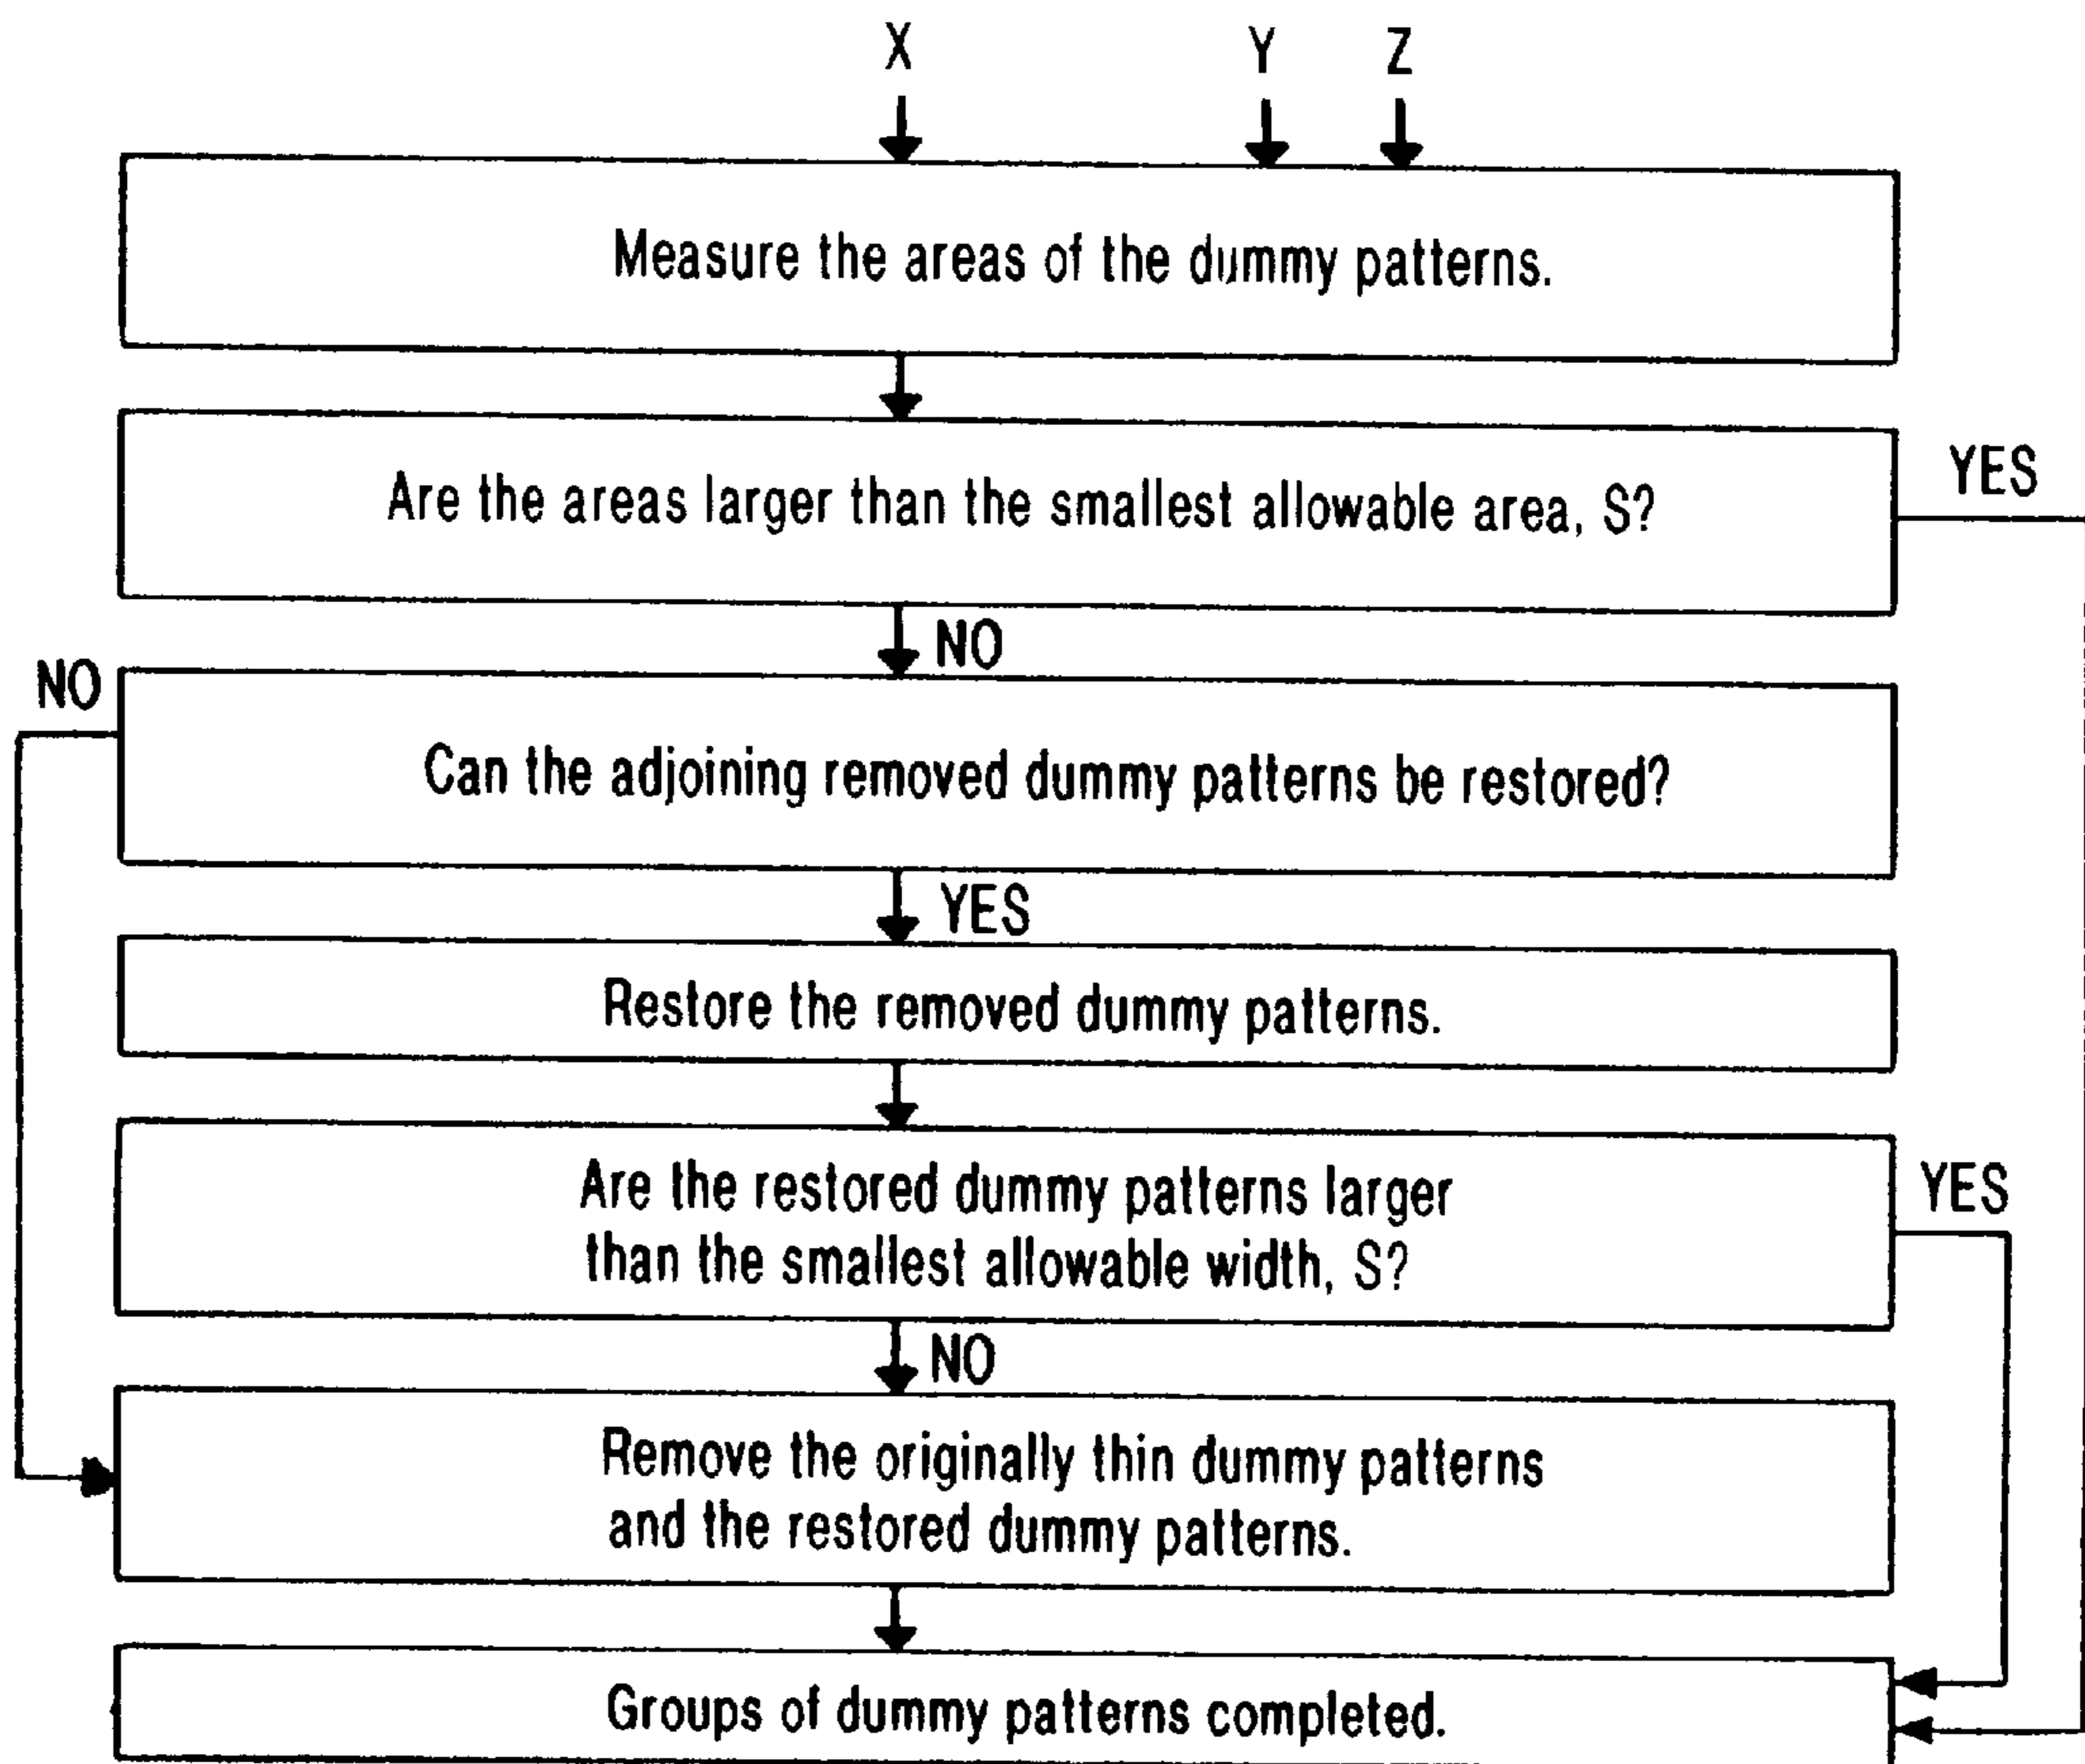 X Y Z
Measure the areas of the dummy patterns.
Are the areas larger than the smallest allowable area, S?
YES
NO
NO
Can the adjoining removed dummy patterns be restored?
YES
Restore the removed dummy patterns.
Are the restored dummy patterns larger
than the smallest allowable width, S?
YES
NO
Remove the originally thin dummy patterns
and the restored dummy patterns.
Groups of dummy patterns completed.